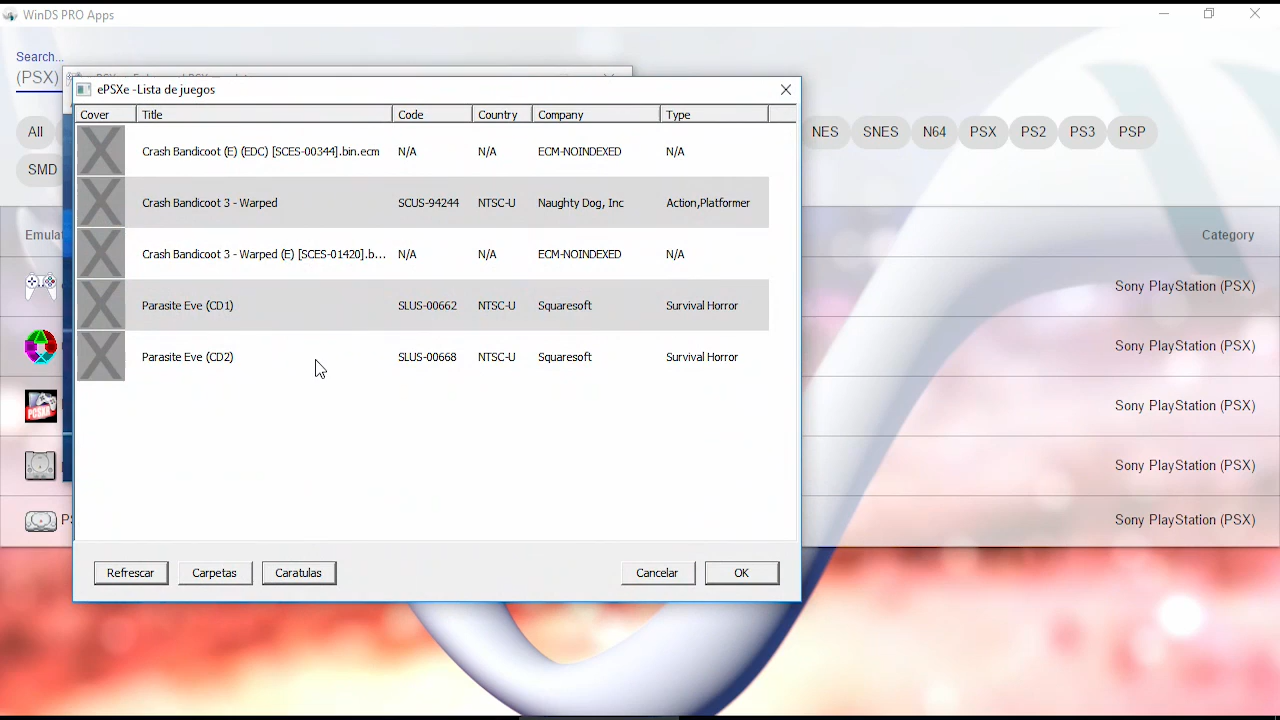 WinDS PRO Apps
Search...
(PSX)
All
NES SNES N64 PSX PS2 PS3 PSP
SMD
ePSXe -Lista de juegos
Cover Title Code Country Company Type
Crash Bandicoot (E) (EDC) [SCES-00344].bin.ecm N/A N/A ECM-NOINDEXED N/A
Crash Bandicoot 3 - Warped SCUS-94244 NTSC-U Naughty Dog, Inc Action,Platformer
Crash Bandicoot 3 - Warped (E) [SCES-01420].b... N/A N/A ECM-NOINDEXED N/A
Parasite Eve (CD1) SLUS-00662 NTSC-U Squaresoft Survival Horror
Parasite Eve (CD2) SLUS-00668 NTSC-U Squaresoft Survival Horror
Refrescar Carpetas Caratulas Cancelar OK
Emulat
Category
Sony PlayStation (PSX)
Sony PlayStation (PSX)
PCSXR Sony PlayStation (PSX)
Sony PlayStation (PSX)
PS Sony PlayStation (PSX)